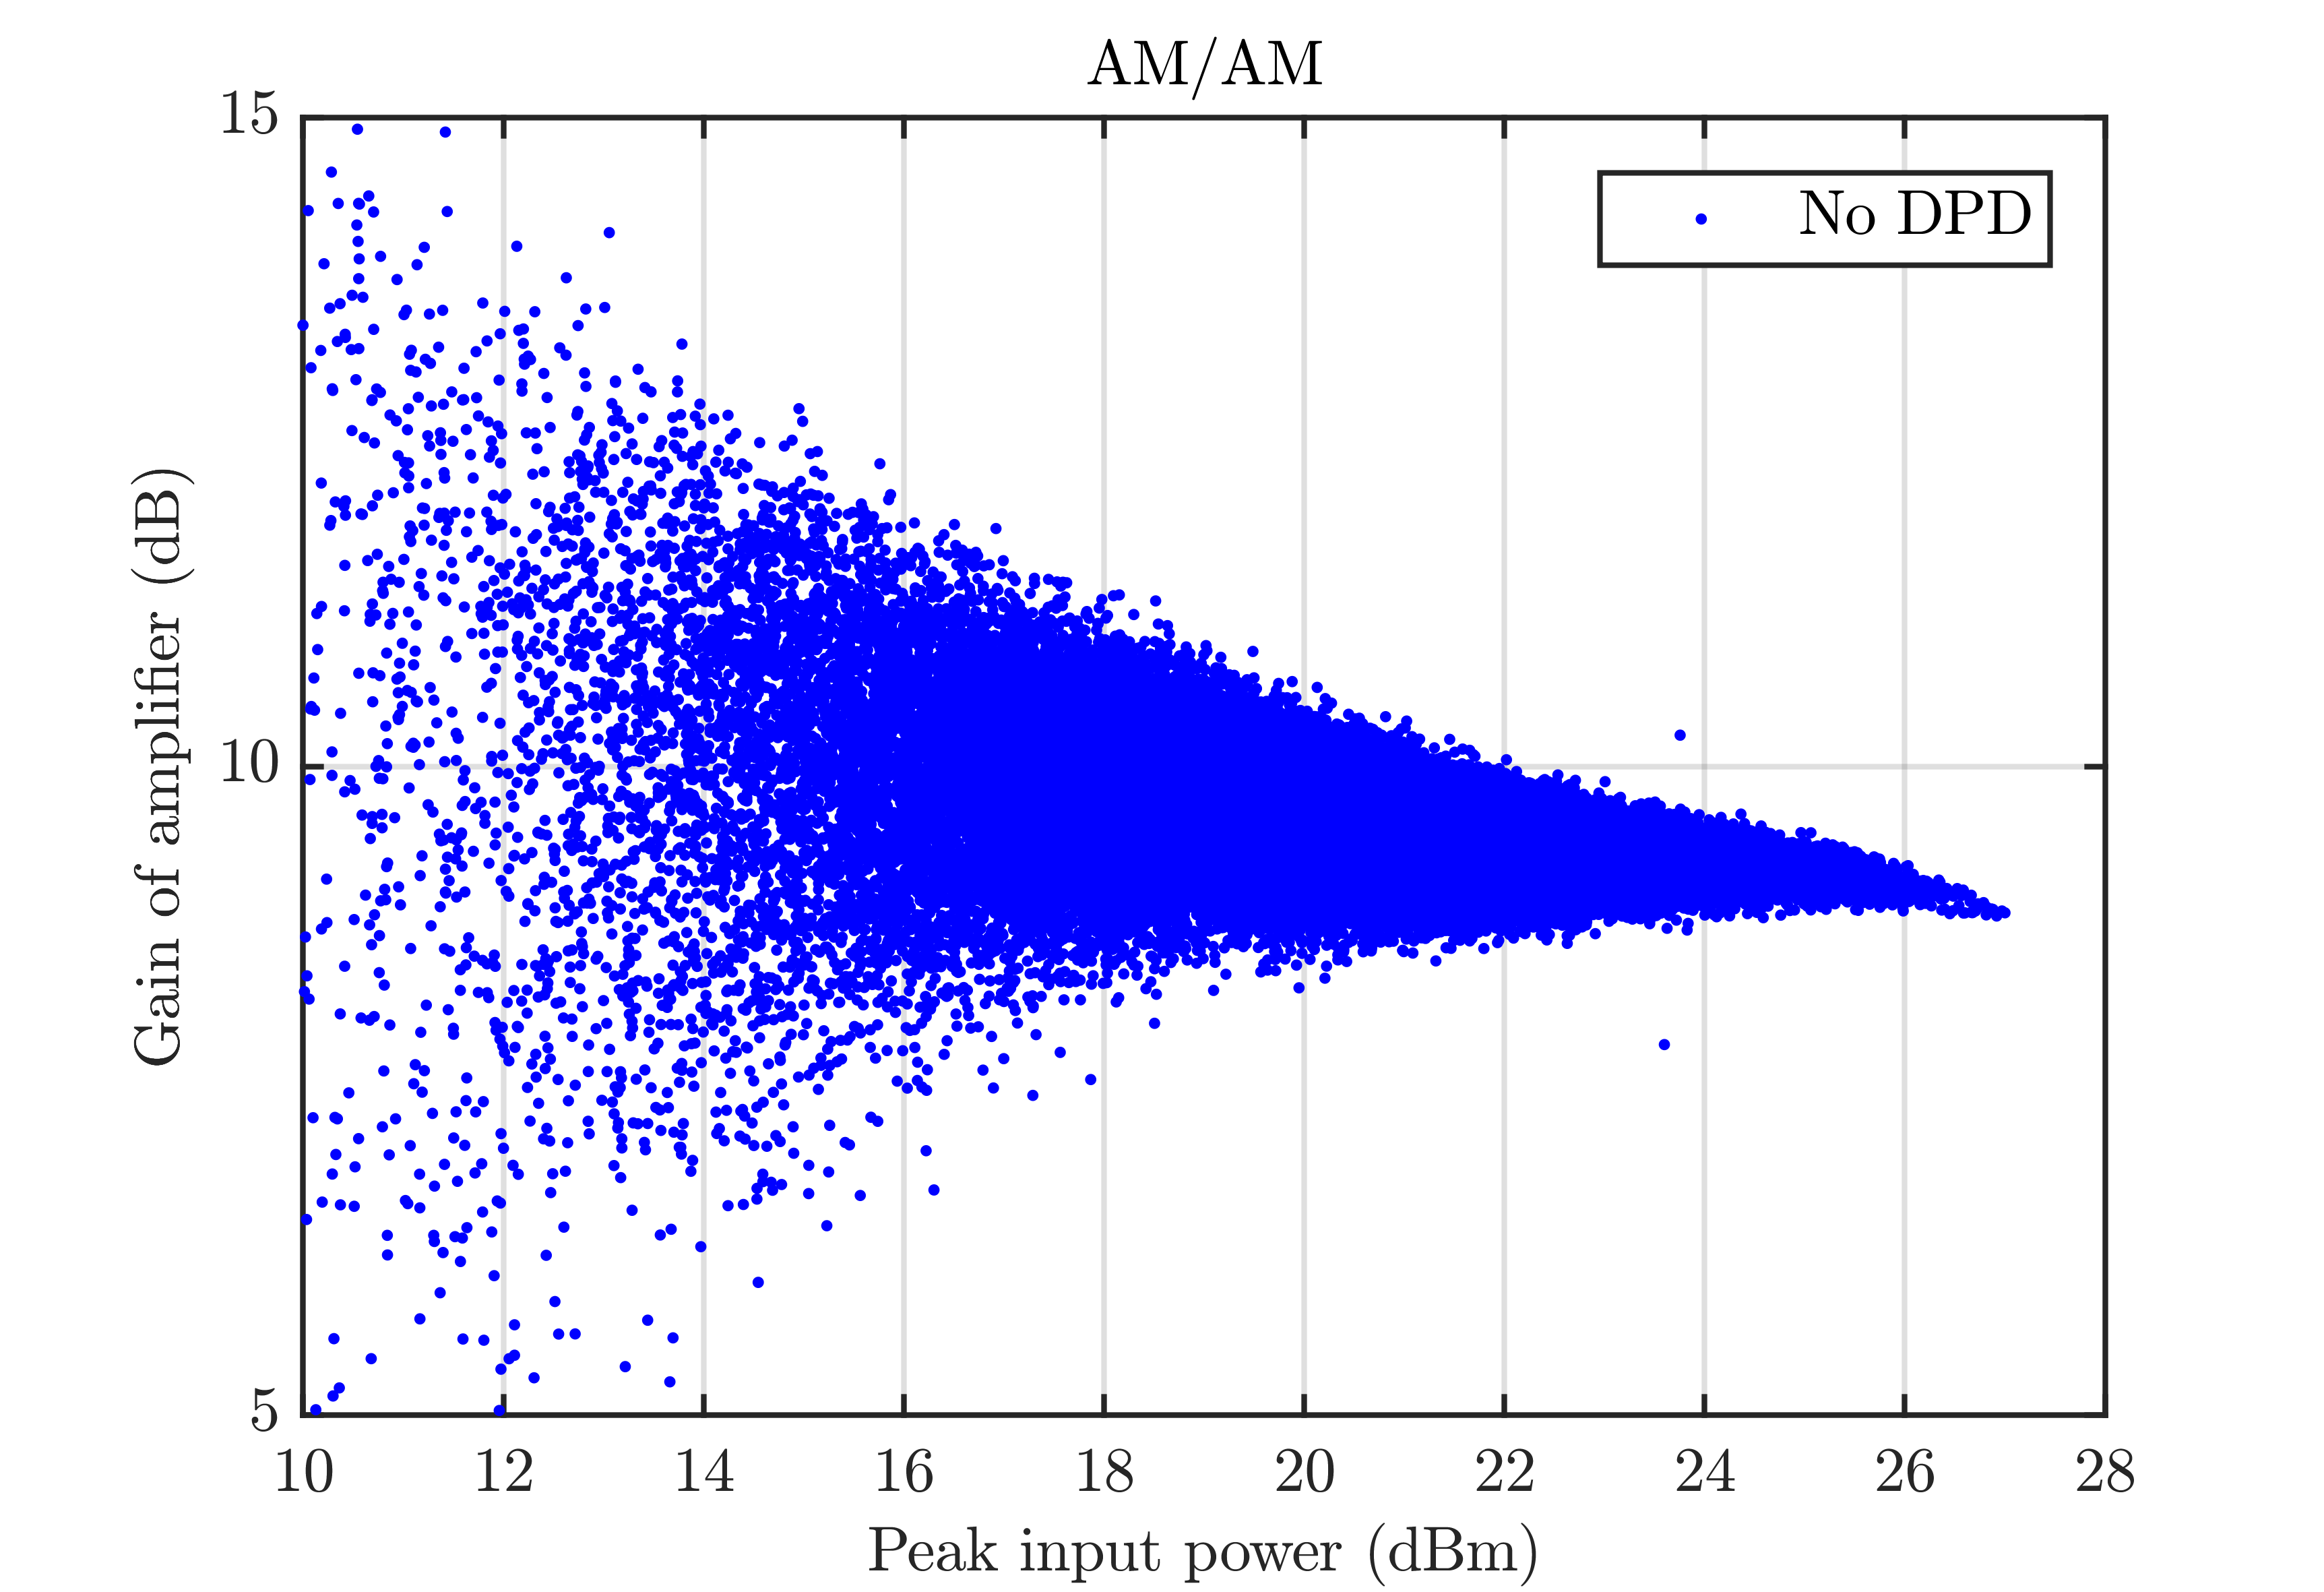 AM/AM
15
No DPD
Gain of amplifier (dB)
10
5
10 12 14 16 18 20 22 24 26 28
Peak input power (dBm)